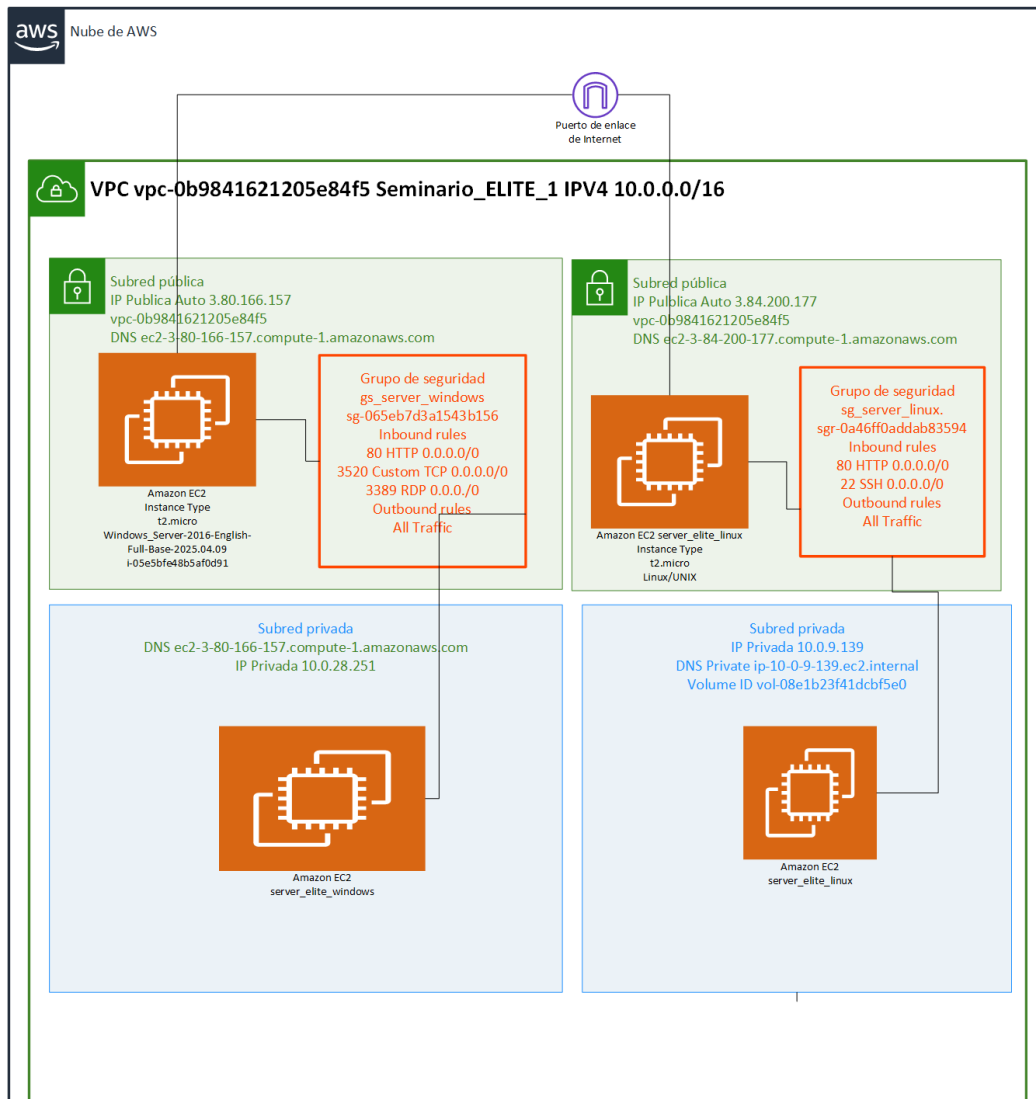 aws
Nube de AWS
Puerto de enlace
de Internet
VPC vpc-0b9841621205e84f5 Seminario_ELITE_1 IPV4 10.0.0.0/16
Subred pública
IP Publica Auto 3.80.166.157
vpc-0b9841621205e84f5
DNS ec2-3-80-166-157.compute-1.amazonaws.com
Amazon EC2
Instance Type
t2.micro
Windows_Server-2016-English-
Full-Base-2025.04.09
i-05e5bfe48b5af0d91
Grupo de seguridad
gs_server_windows
sg-065eb7d3a1543b156
Inbound rules
80 HTTP 0.0.0.0/0
3520 Custom TCP 0.0.0.0/0
3389 RDP 0.0.0./0
Outbound rules
All Traffic
Subred pública
IP Publica Auto 3.84.200.177
vpc-0b9841621205e84f5
DNS ec2-3-84-200-177.compute-1.amazonaws.com
Amazon EC2 server_elite_linux
Instance Type
t2.micro
Linux/UNIX
Grupo de seguridad
sg_server_linux.
sgr-0a46ff0addab83594
Inbound rules
80 HTTP 0.0.0.0/0
22 SSH 0.0.0.0/0
Outbound rules
All Traffic
Subred privada
DNS ec2-3-80-166-157.compute-1.amazonaws.com
IP Privada 10.0.28.251
Amazon EC2
server_elite_windows
Subred privada
IP Privada 10.0.9.139
DNS Private ip-10-0-9-139.ec2.internal
Volume ID vol-08e1b23f41dcbf5e0
Amazon EC2
server_elite_linux